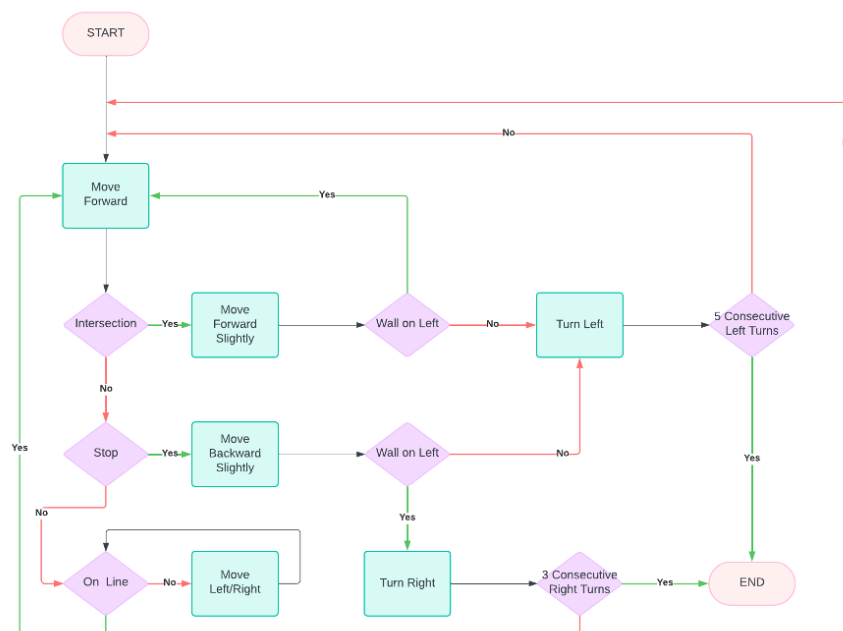 START
No
Move
Forward
Yes
Intersection
Yes
Move
Forward
Slightly
Wall on Left
No
Turn Left
5 Consecutive
Left Turns
No
Stop
Yes
Move
Backward
Slightly
Wall on Left
No
Yes
Yes
No
Yes
On Line
No
Move
Left/Right
Turn Right
3 Consecutive
Right Turns
Yes
END